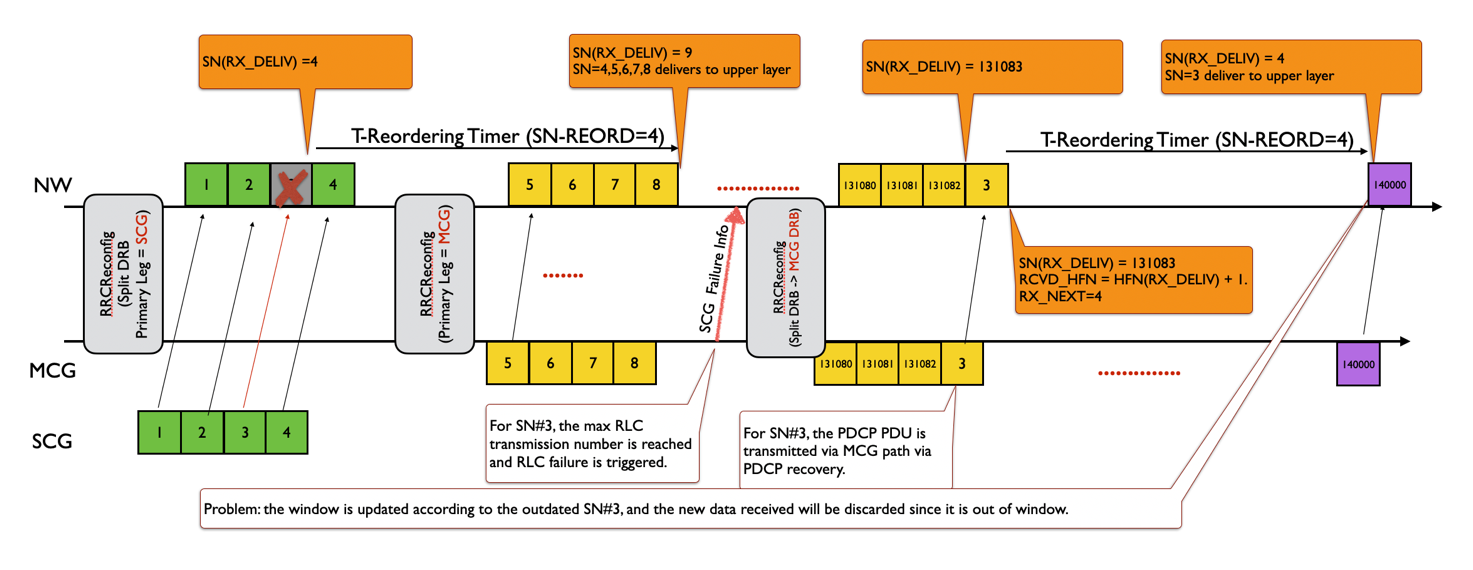 SN(RX_DELIV) =4
SN(RX_DELIV) = 9
SN=4,5,6,7,8 delivers to upper layer
SN(RX_DELIV) = 131083
SN(RX_DELIV) = 4
SN=3 deliver to upper layer
T-Reordering Timer (SN-REORD=4)
T-Reordering Timer (SN-REORD=4)
NW
1
2
4
5
6
7
8
131080
131081
131082
3
140000
RRCReconfig
(Split DRB
Primary Leg = SCG)
RRCReconfig
(Primary Leg = MCG)
SCG Failure Info
RRCReconfig
(Split DRB -> MCG DRB)
SN(RX_DELIV) = 131083
RCVD_HFN = HFN(RX_DELIV) + 1.
RX_NEXT=4
MCG
5
6
7
8
131080
131081
131082
3
140000
SCG
1
2
3
4
For SN#3, the max RLC
transmission number is reached
and RLC failure is triggered.
For SN#3, the PDCP PDU is
transmitted via MCG path via
PDCP recovery.
Problem: the window is updated according to the outdated SN#3, and the new data received will be discarded since it is out of window.